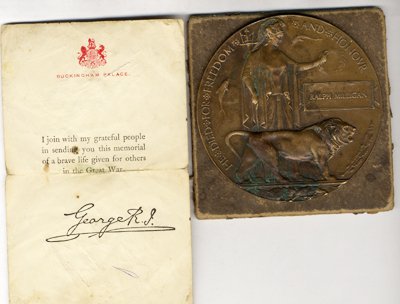 BUCKINGHAM PALACE.
I join with my grateful people
in sending you this memorial
of a brave life given for others
in the Great War.
George R.I.
HE DIED FOR FREEDOM AND HONOUR
RALPH MILLIGAN